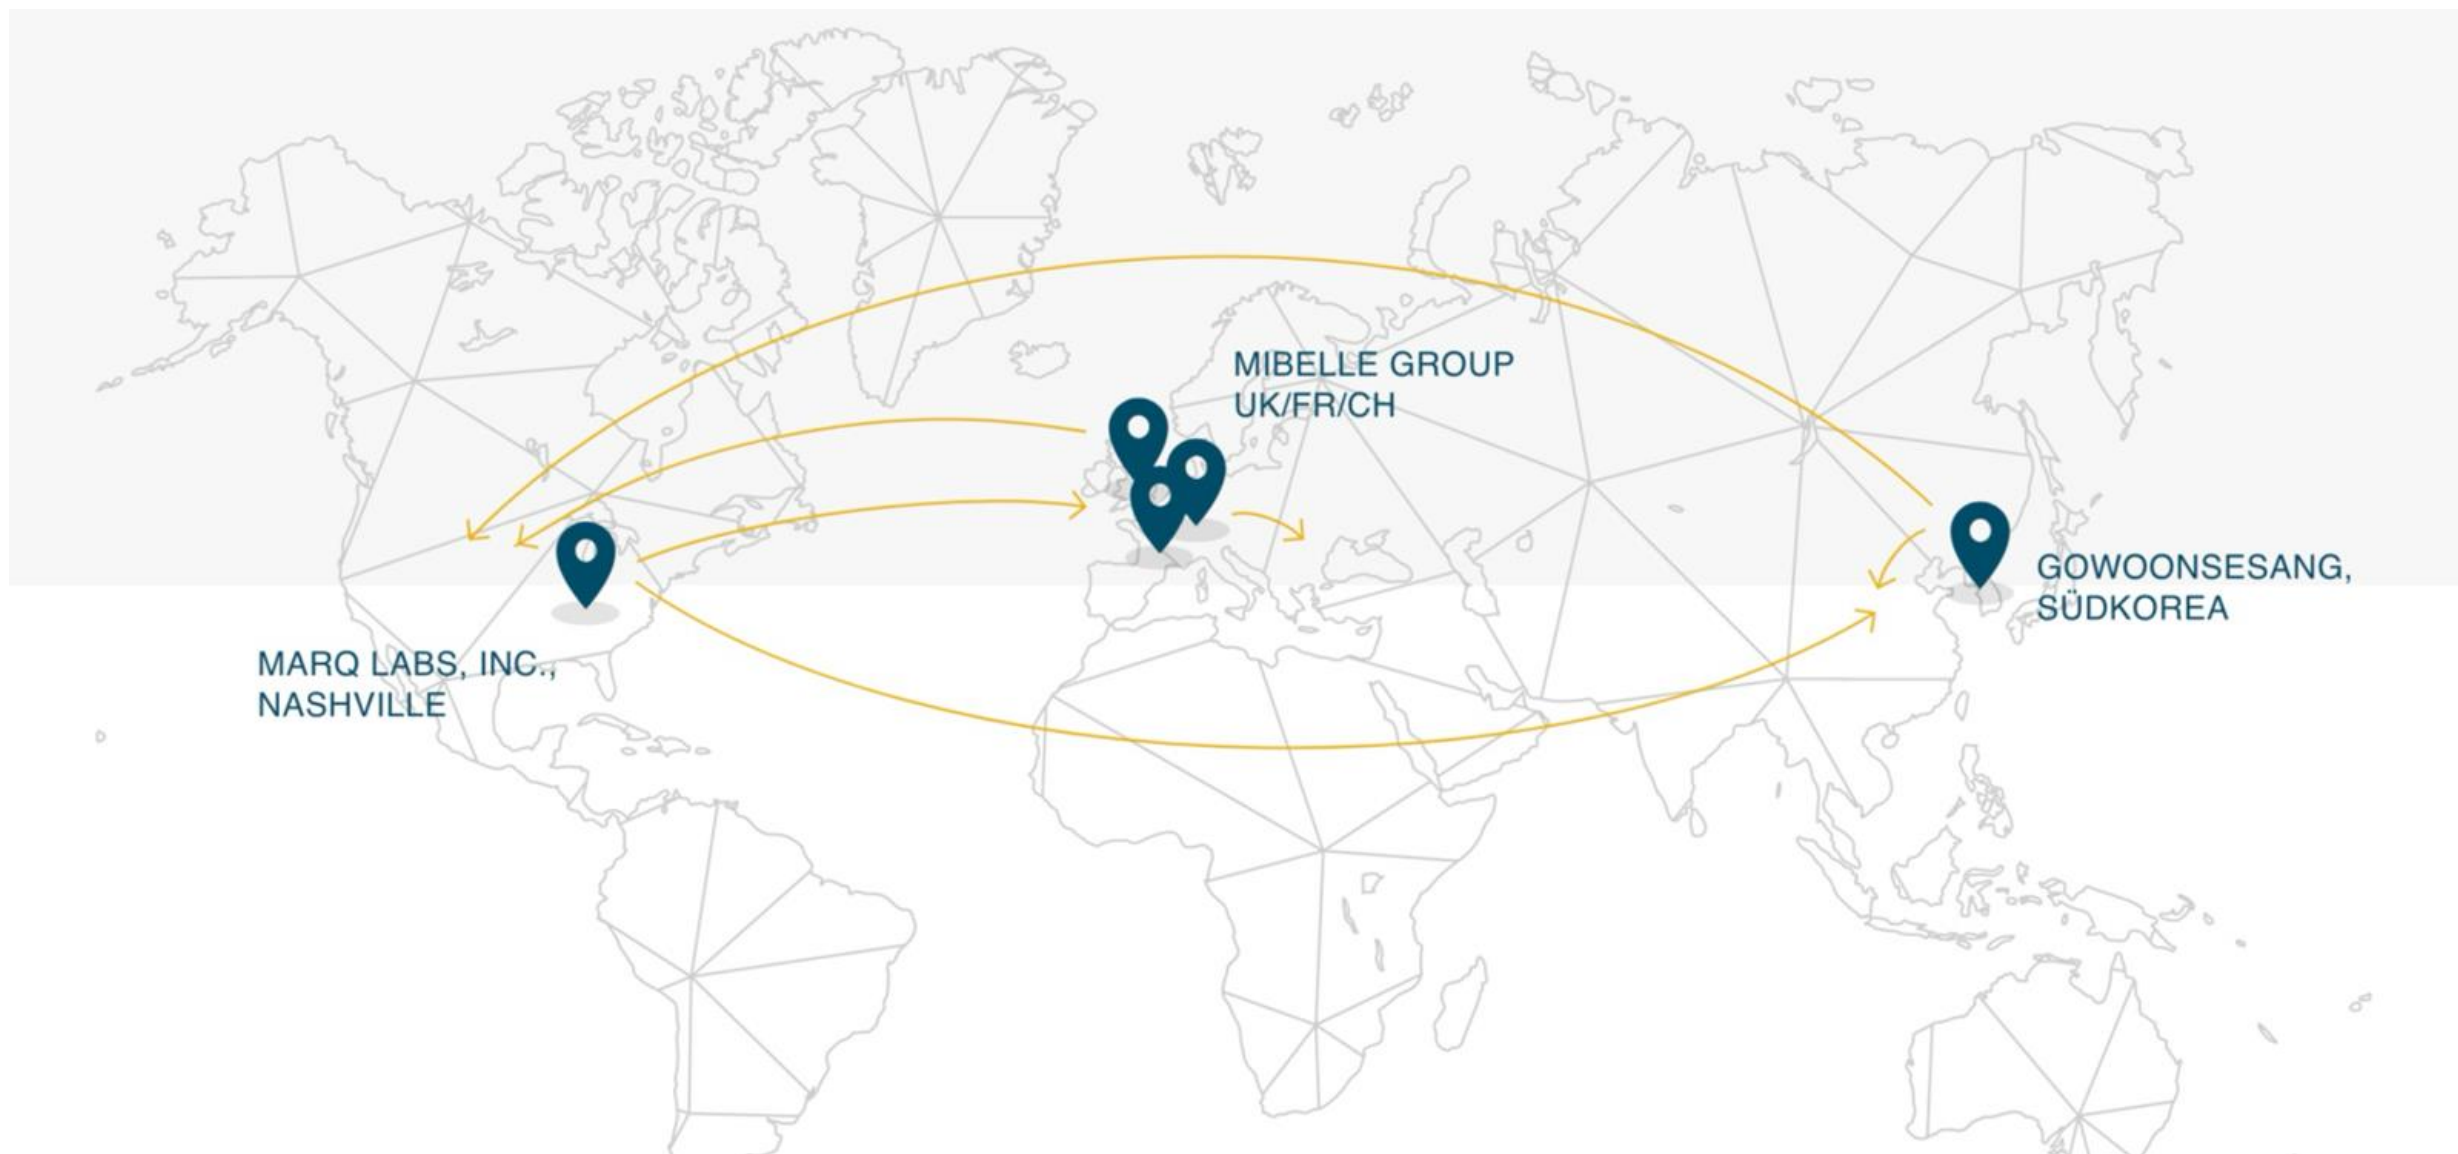 MIBELLE GROUP
UK/FR/CH
GOWOONSESANG,
SÜDKOREA
MARQ LABS, INC.,
NASHVILLE